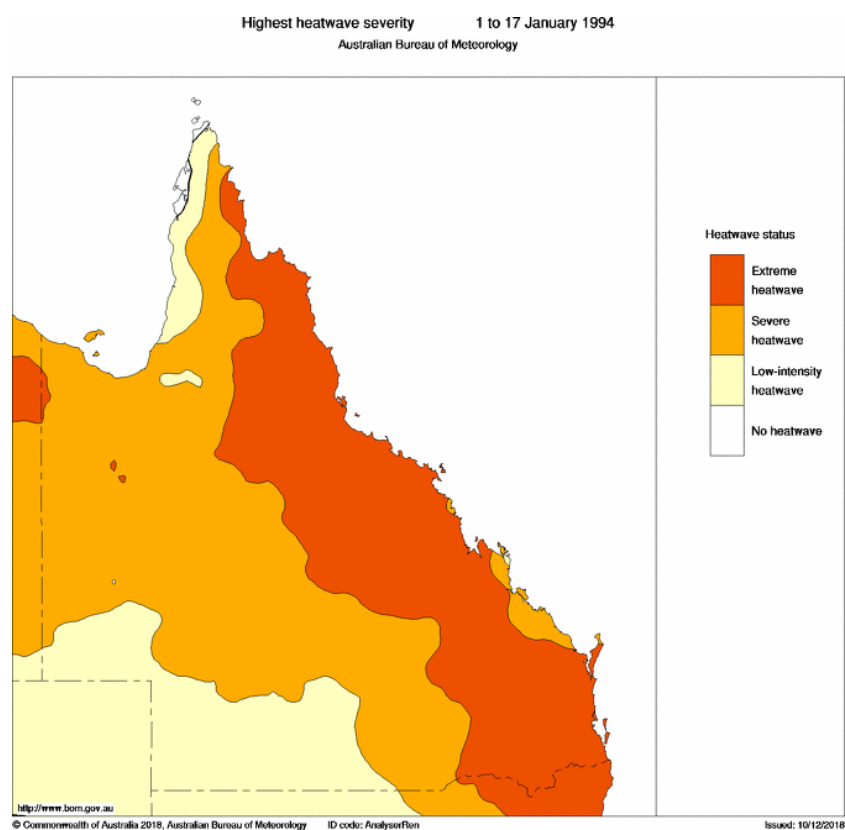 Highest heatwave severity 1 to 17 January 1994
Australian Bureau of Meteorology
Heatwave status
Extreme
heatwave
Severe
heatwave
Low-intensity
heatwave
No heatwave
http://www.bom.gov.au
© Commonwealth of Australia 2018, Australian Bureau of Meteorology ID code: AnalyserRen Issued: 10/12/2018